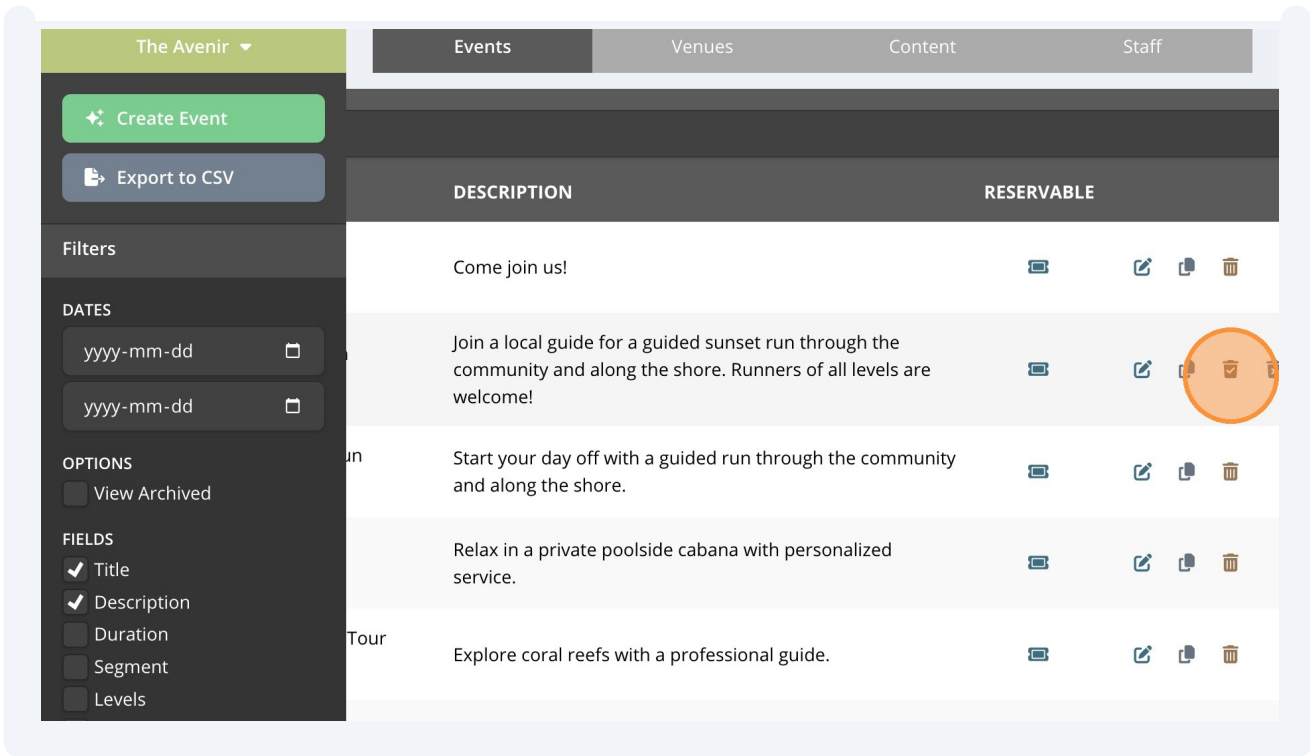 The Avenir
Events
Venues
Content
Staff
Create Event
Export to CSV
Filters
DATES
yyyy-mm-dd
yyyy-mm-dd
OPTIONS
View Archived
FIELDS
Title
Description
Duration
Segment
Levels
DESCRIPTION
RESERVABLE
Come join us!
Join a local guide for a guided sunset run through the
community and along the shore. Runners of all levels are
welcome!
Start your day off with a guided run through the community
and along the shore.
Relax in a private poolside cabana with personalized
service.
Tour
Explore coral reefs with a professional guide.